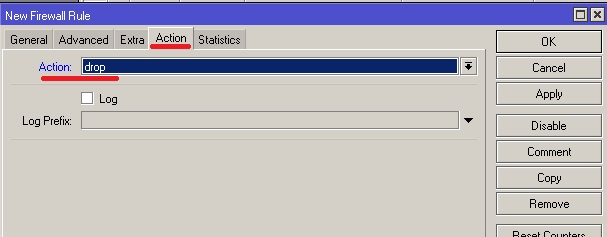 New Firewall Rule
General Advanced Extra Action Statistics
Action: drop
Log
Log Prefix:
OK
Cancel
Apply
Disable
Comment
Copy
Remove
Reset Counters